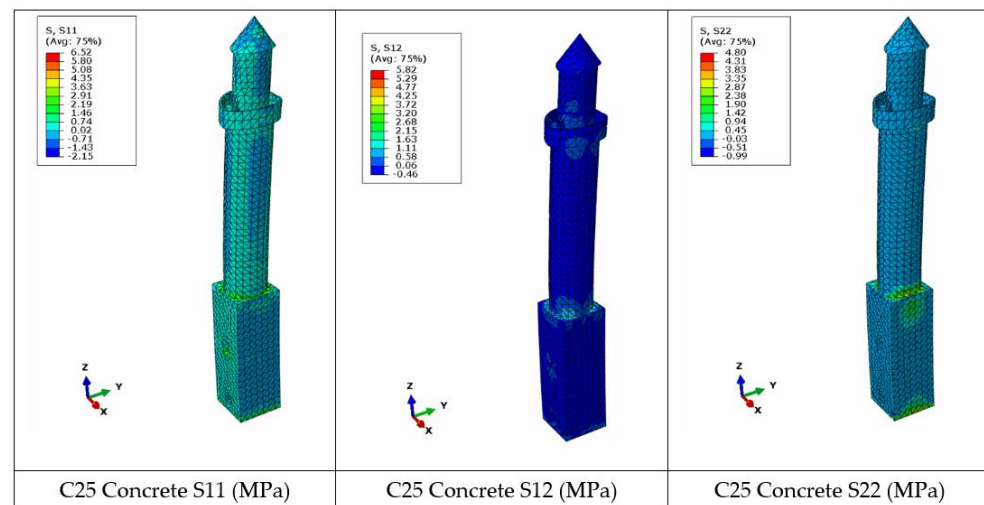 S, S11
(Avg: 75%)
6.52
5.80
5.08
4.35
3.63
2.91
2.19
1.46
0.74
0.02
-0.71
-1.43
-2.15
Z
Y
X
C25 Concrete S11 (MPa)
S, S12
(Avg: 75%)
5.82
5.29
4.77
4.25
3.72
3.20
2.68
2.15
1.63
1.11
0.58
0.06
-0.46
Z
Y
X
C25 Concrete S12 (MPa)
S, S22
(Avg: 75%)
4.80
4.31
3.83
3.35
2.87
2.38
1.90
1.42
0.94
0.45
-0.03
-0.51
-0.99
Z
Y
X
C25 Concrete S22 (MPa)